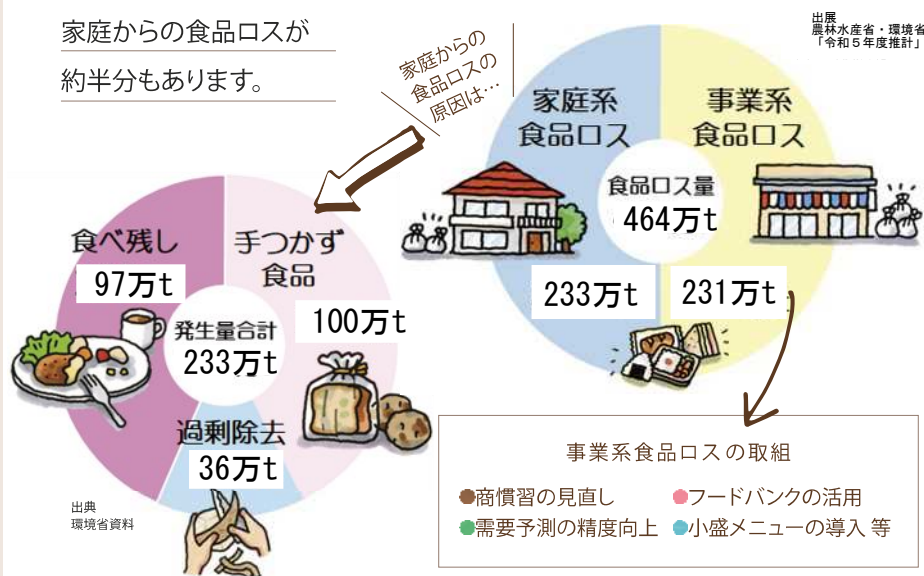 家庭からの食品ロスが
約半分もあります。
家庭からの
食品ロスの
原因は…
出展
農林水産省・環境省
「令和5年度推計」
家庭系
食品ロス
事業系
食品ロス
食品ロス量
464万t
233万t
231万t
食べ残し
97万t
手つかず
食品
100万t
発生量合計
233万t
過剰除去
36万t
出典
環境省資料
事業系食品ロスの取組
●商慣習の見直し
●フードバンクの活用
●需要予測の精度向上
●小盛メニューの導入 等